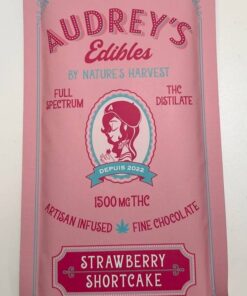 AUDREY'S
Edibles
BY NATURE'S HARVEST
FULL SPECTRUM
THC DISTILATE
A
DEPUIS 2022
1500 MG THC
ARTISAN INFUSED FINE CHOCOLATE
STRAWBERRY
SHORTCAKE